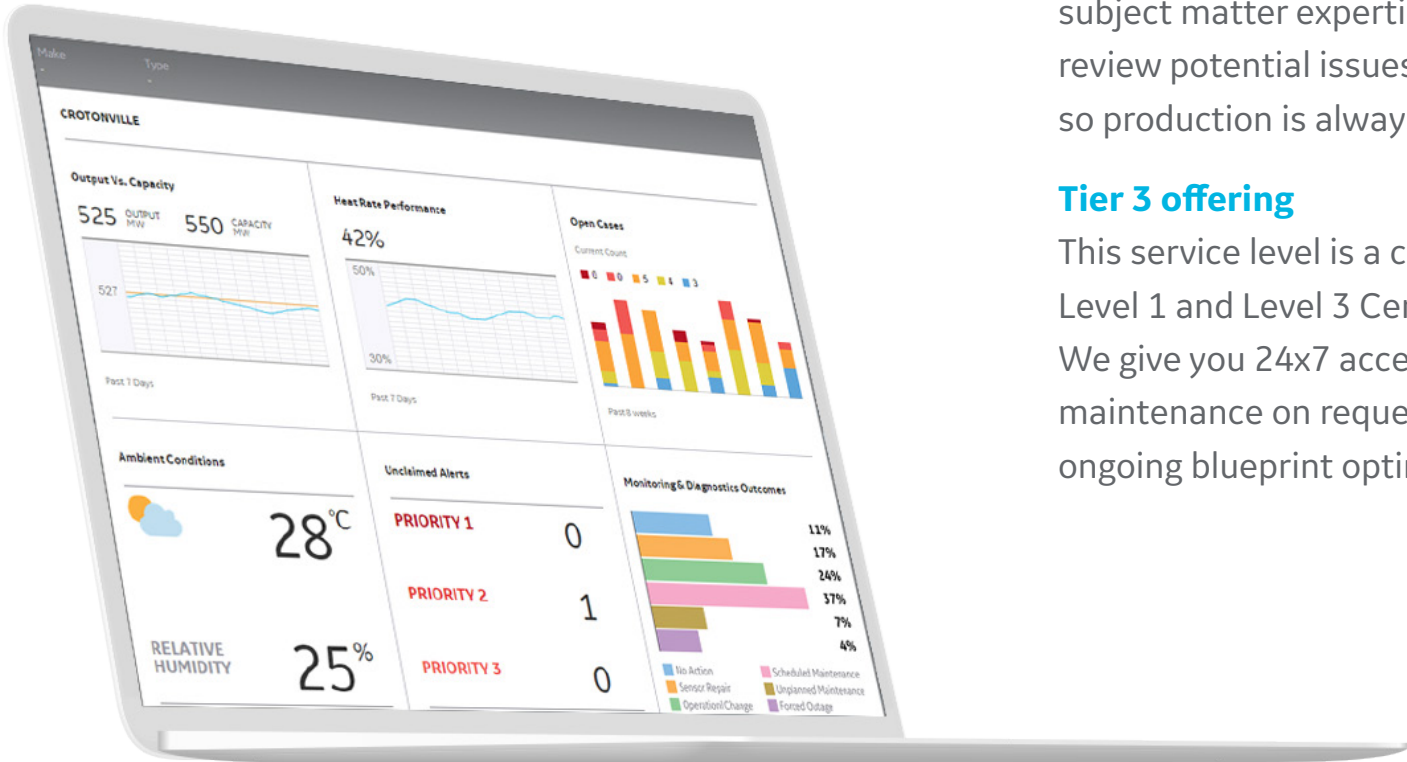 Make
Type
-
-
CROTONVILLE
Output Vs. Capacity
525 OUTPUT MW 550 CAPACITY MW
527
Past 7 Days
Heat Rate Performance
42%
50%
30%
Past 7 Days
Open Cases
Current Count
0 0 5 4 3
Past 8 weeks
Ambient Conditions
28°C
RELATIVE
HUMIDITY
25%
Unclaimed Alerts
PRIORITY 1 0
PRIORITY 2 1
PRIORITY 3 0
Monitoring & Diagnostics Outcomes
11%
17%
24%
37%
7%
4%
No Action
Sensor Repair
Operation1Change
Scheduled Maintenance
Unplanned Maintenance
Forced Outage
subject matter experti
review potential issues
so production is alway
Tier 3 offering
This service level is a c
Level 1 and Level 3 Cer
We give you 24x7 acce
maintenance on reque
ongoing blueprint opti